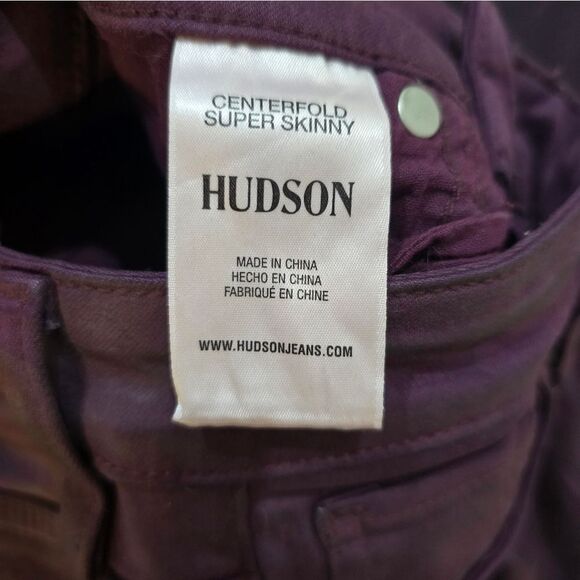 CENTERFOLD
SUPER SKINNY
HUDSON
MADE IN CHINA
HECHO EN CHINA
FABRIQUÉ EN CHINE
WWW.HUDSONJEANS.COM